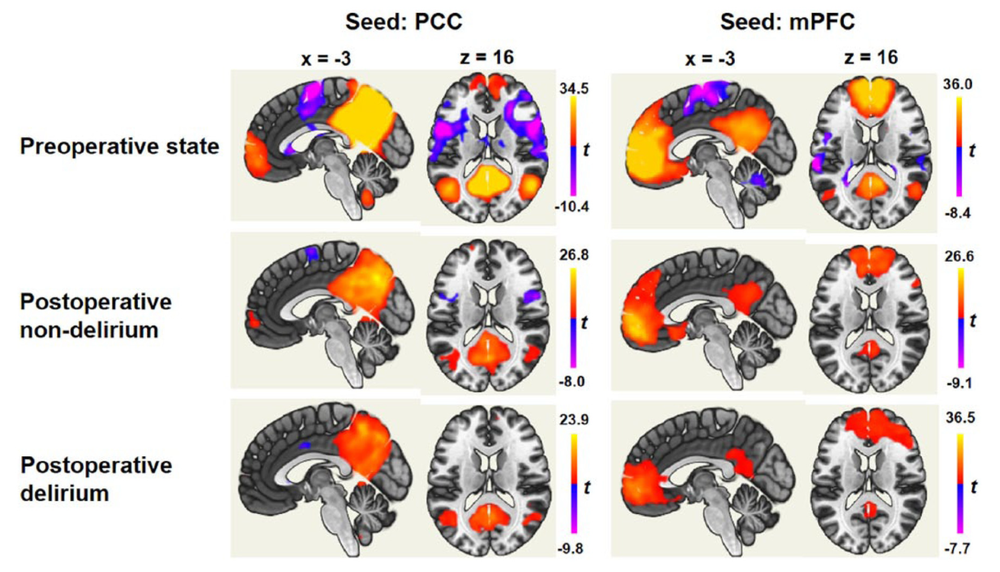 Seed: PCC
Seed: mPFC
x = -3
z = 16
x = -3
z = 16
Preoperative state
34.5
t
-10.4
36.0
t
-8.4
Postoperative
non-delirium
26.8
t
-8.0
26.6
t
-9.1
Postoperative
delirium
23.9
t
-9.8
36.5
t
-7.7